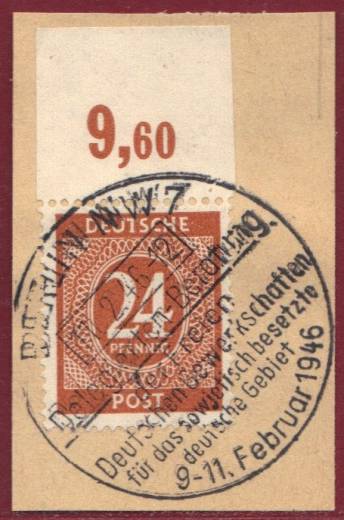 9,60
DEUTSCHE
24
PFENNIG
POST
NW 7
Deutschen Gewerkschaften
für das sowjetisch besetzte
deutsche Gebiet
9-11. Februar 1946